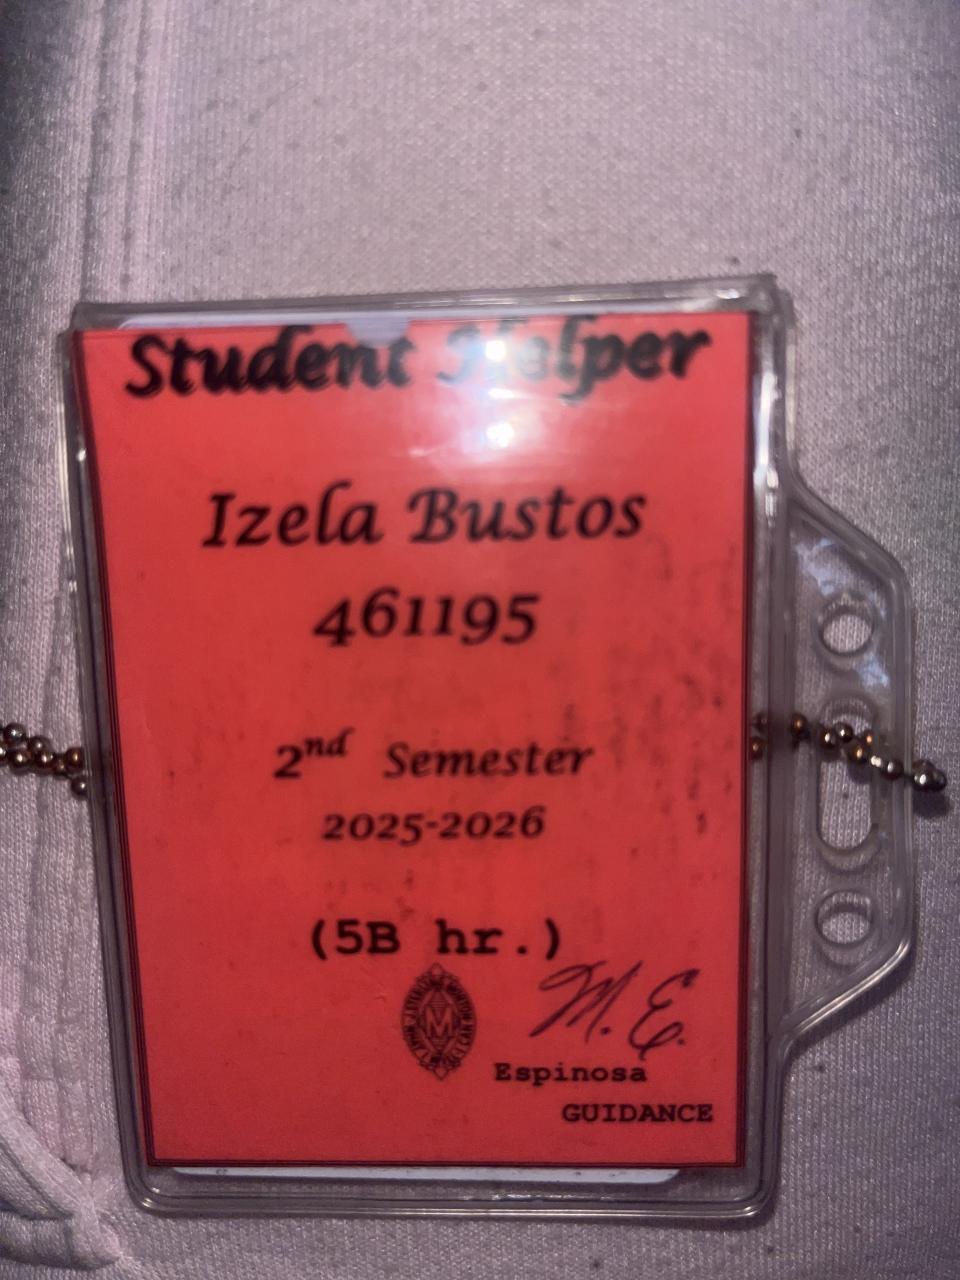 Student Helper
Izela Bustos
461195
2nd Semester
2025-2026
(5B hr.)
M
M. E.
Espinosa
GUIDANCE